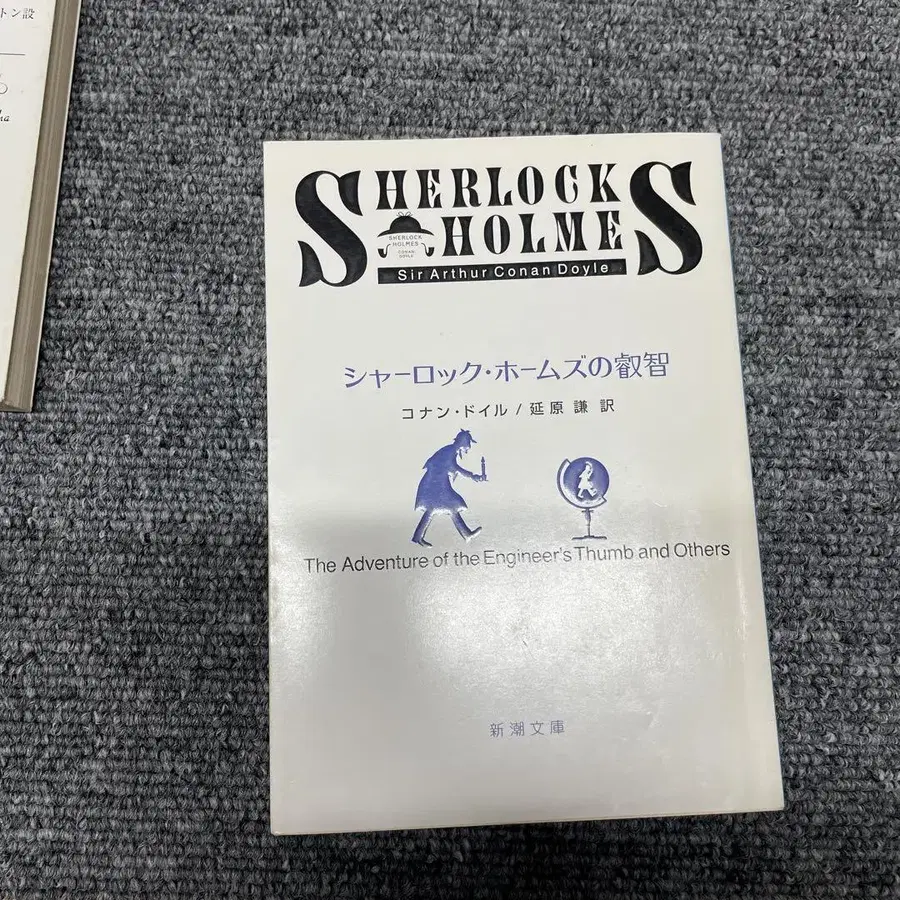 トン設
ha
SHERLOCK
HOLMES
SHERLOCK
HOLMES
CONAN
DOYLE
Sir Arthur Conan Doyle
シャーロック・ホームズの叡智
コナン・ドイル/延原 謙 訳
The Adventure of the Engineer's Thumb and Others
新潮文庫